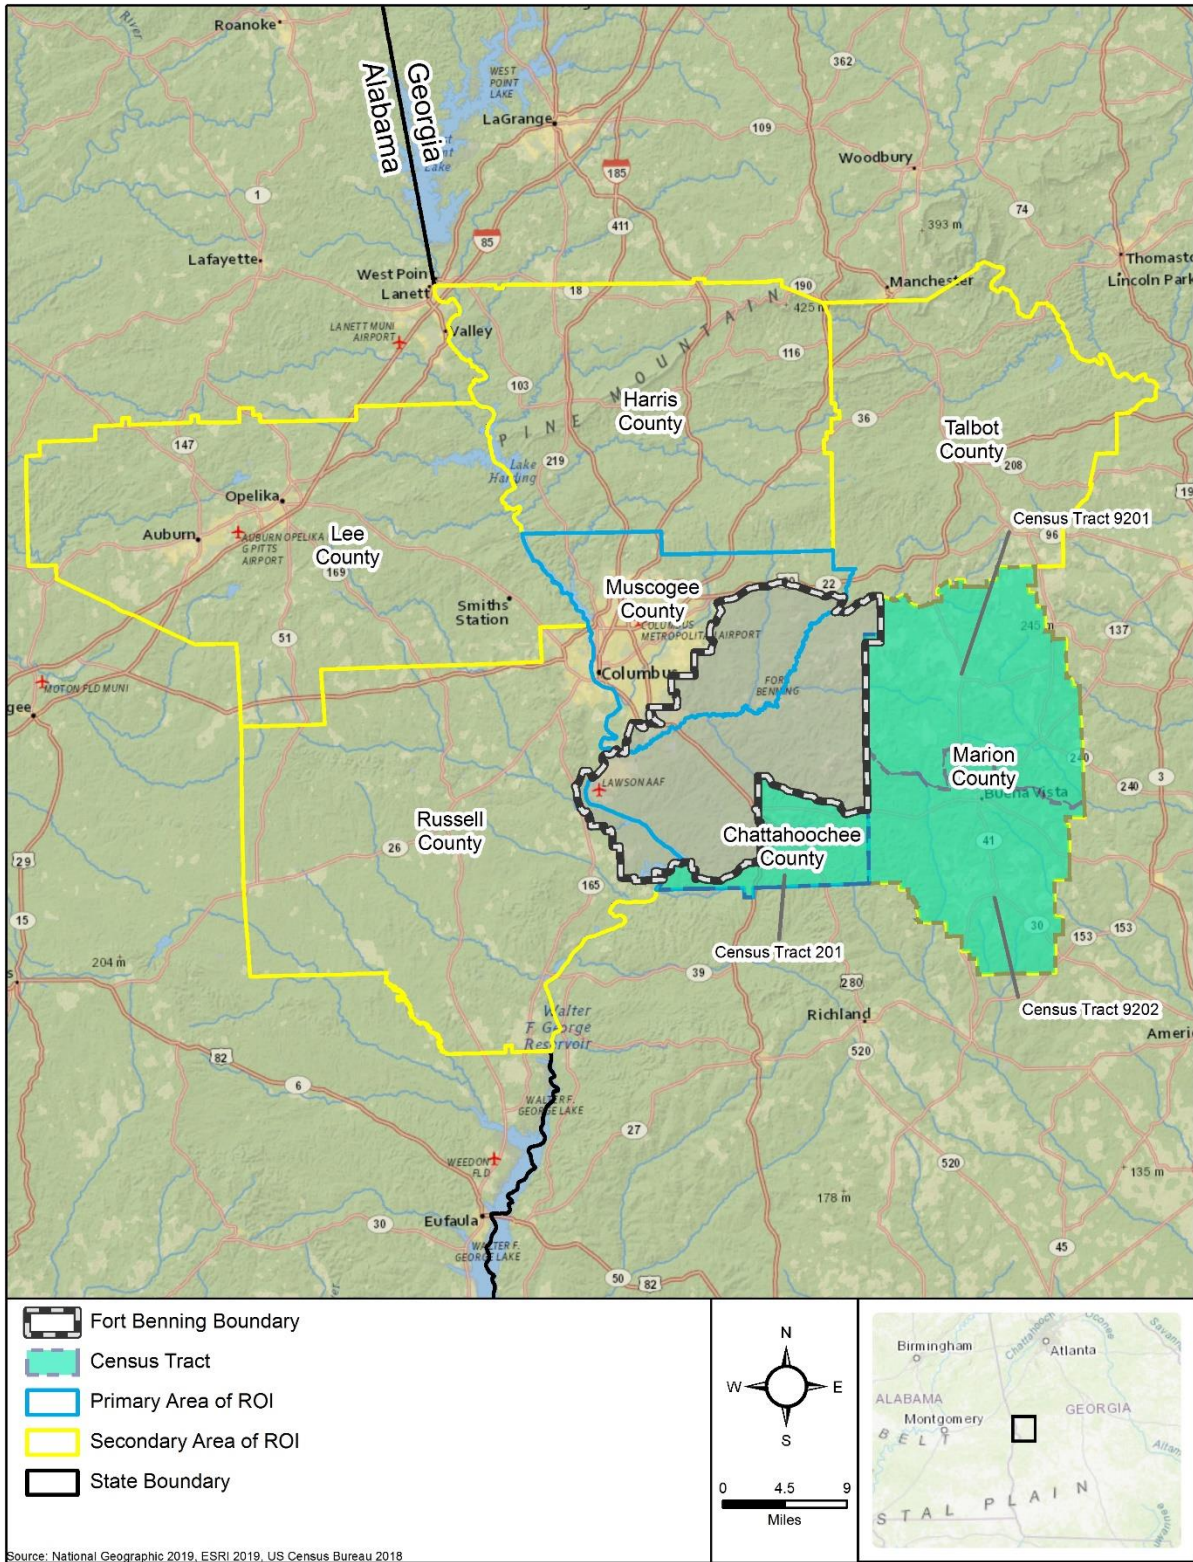 Roanoke
River
Georgia
Alabama
WEST
POINT
LAKE
LaGrange
362
109
Woodbury
185
1
411
74
393 m
85
Lafayette
West Point
Lanett
18
190
425 m
Manchester
Lincoln Park
LANETT MUNI
AIRPORT
Valley
116
103
PINE MOUNTAIN
Harris
County
36
Talbot
County
208
147
219
Lake
Harding
Opelika
Auburn
AUBURN OPELIKA
G PITTS
AIRPORT
Lee
County
169
Census Tract 9201
96
Smiths
Station
Muscogee
County
22
COLUMBUS
METROPOLITAN AIRPORT
51
245 m
137
MOTON FLD MUNI
Columbus
FORT
BENNING
LAWSON AAF
Marion
County
240
240
3
Buena Vista
Russell
County
26
Chattahoochee
County
41
29
165
15
30
153
153
204 m
Census Tract 201
39
280
Richland
Census Tract 9202
Walter
F George
Reservoir
520
82
6
WALTER F.
GEORGE LAKE
27
WEEDON
FLD
520
135 m
178 m
Eufaula
30
WALTER F.
GEORGE LAKE
45
50
82
Fort Benning Boundary
Census Tract
Primary Area of ROI
Secondary Area of ROI
State Boundary
N
W
E
S
0 4.5 9
Miles
Birmingham
Atlanta
Chattahooch
Oconee
Savanna
ALABAMA
GEORGIA
Montgomery
BELT
Altam
STAL PLAIN
Suwannee
Source: National Geographic 2019, ESRI 2019, US Census Bureau 2018